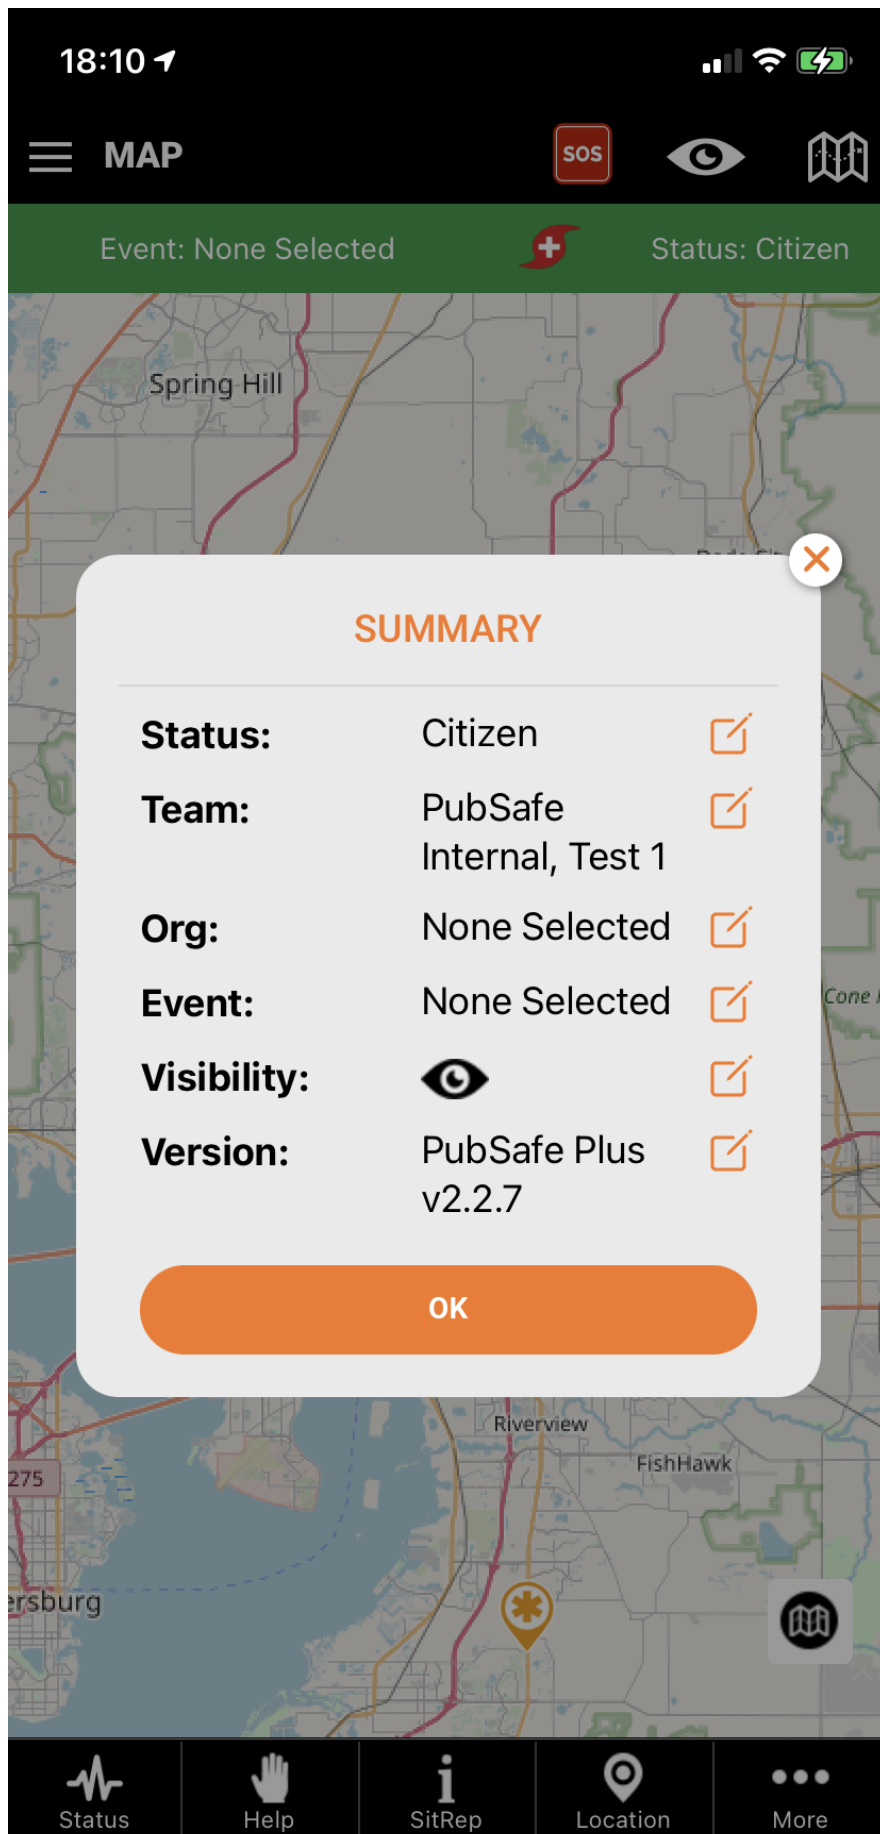 18:10
MAP
SOS
Event: None Selected
Status: Citizen
Spring Hill
SUMMARY
Status:
Citizen
Team:
PubSafe
Internal, Test 1
Org:
None Selected
Event:
None Selected
Cone
Visibility:
Version:
PubSafe Plus
v2.2.7
OK
Riverview
FishHawk
275
ersburg
Status
Help
SitRep
Location
More